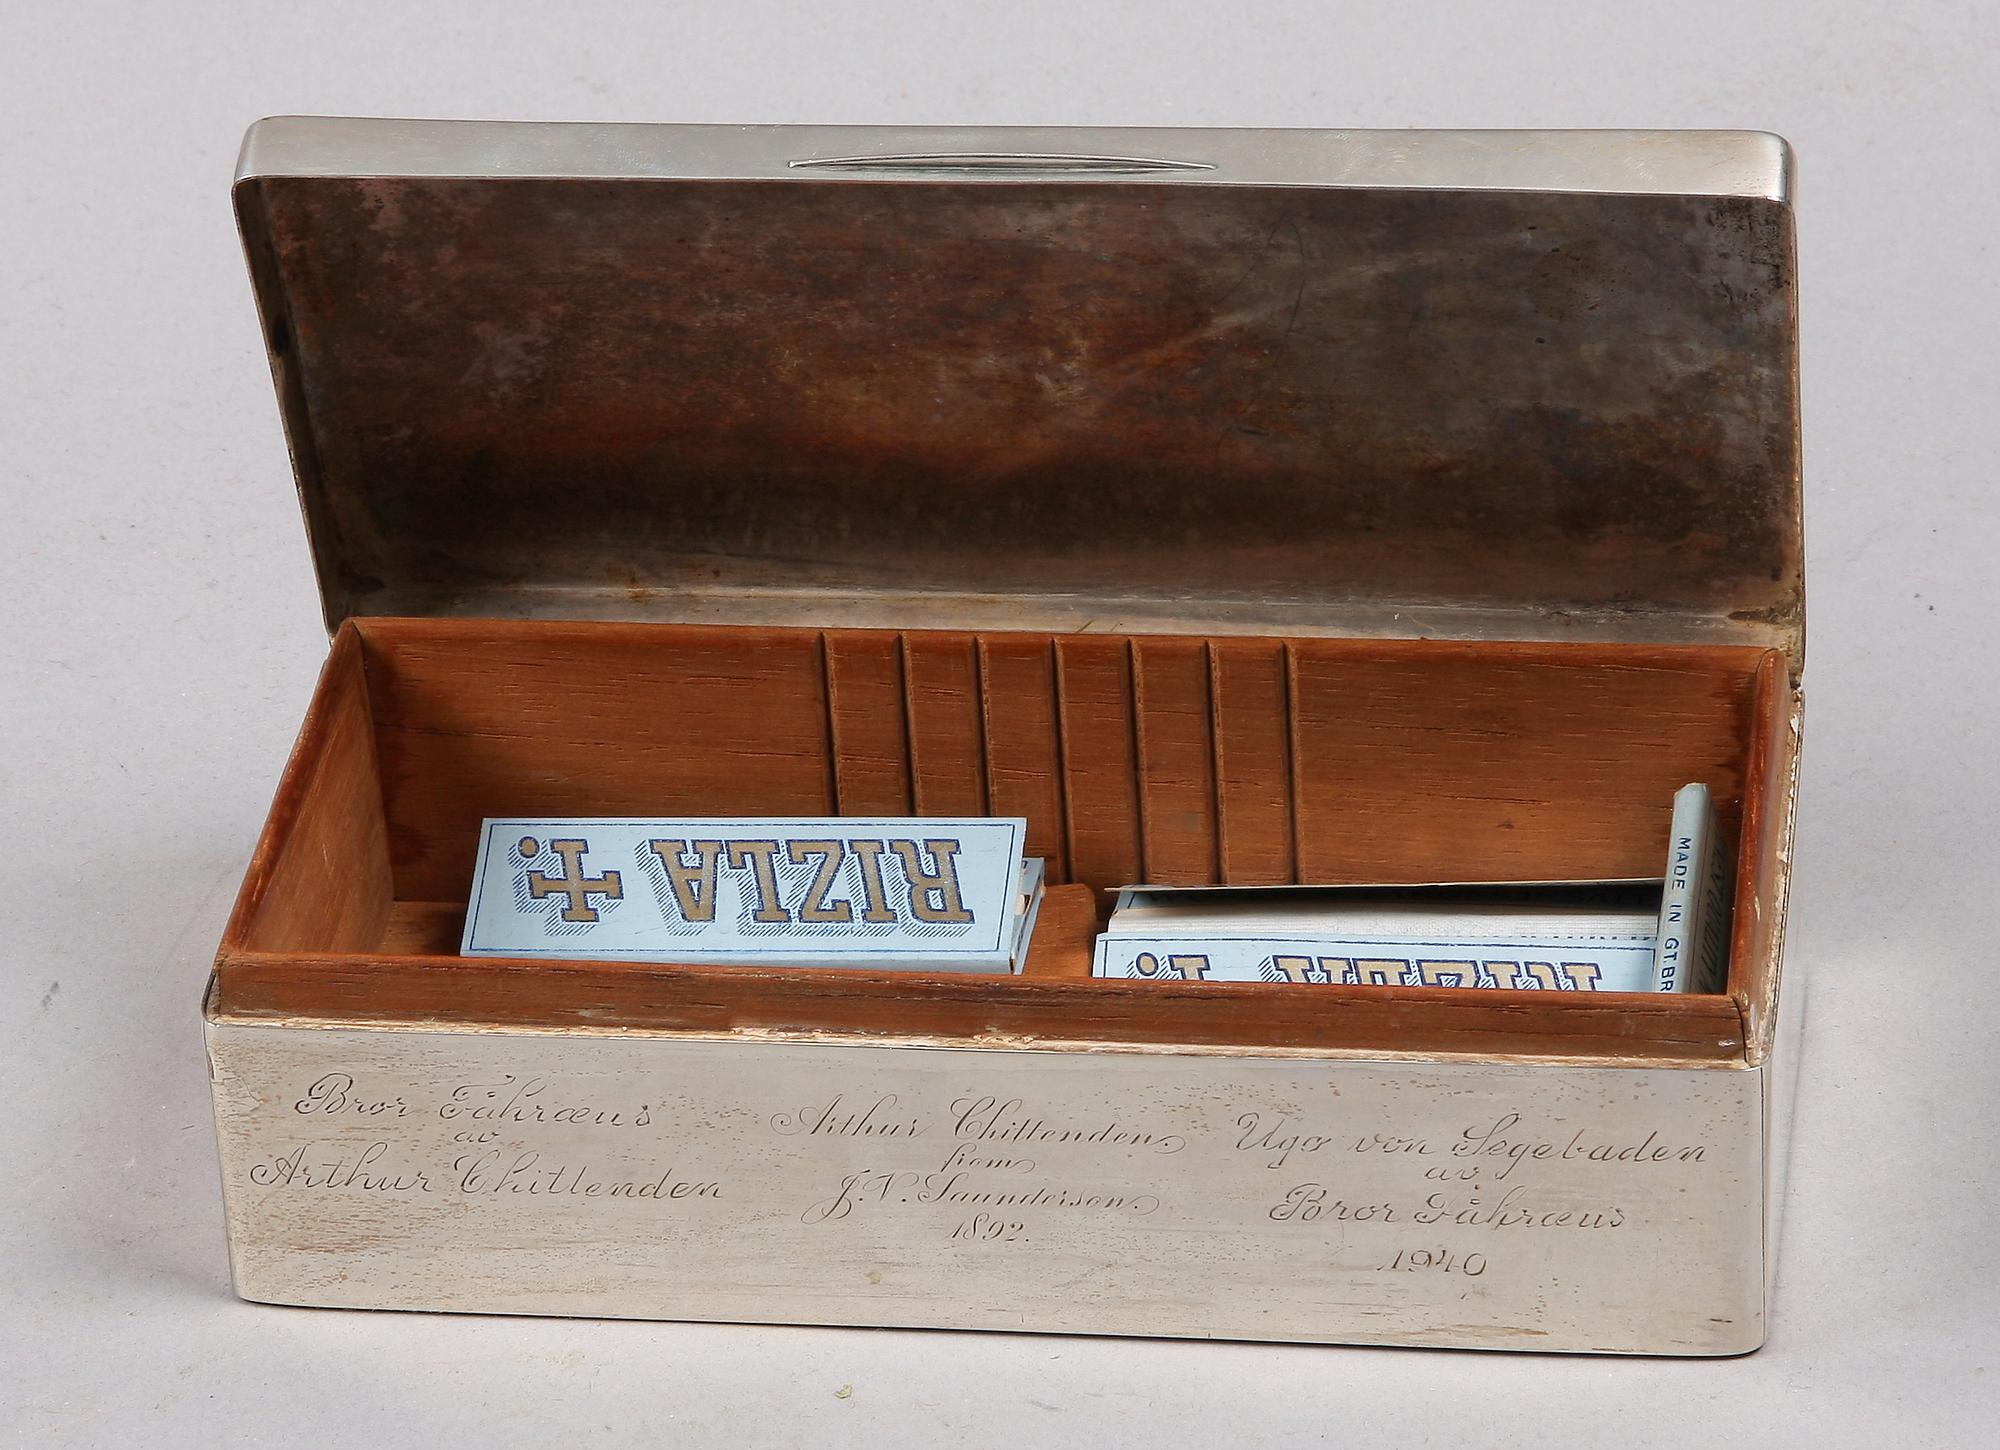 RIZLA +.
RIZLA +.
MADE IN GT.BR
Bror Fåhræus
av
Arthur Chittenden
Arthur Chittenden
from
J.V. Saunderson
1892.
Ugo von Segebaden
av
Bror Fåhræus
1940